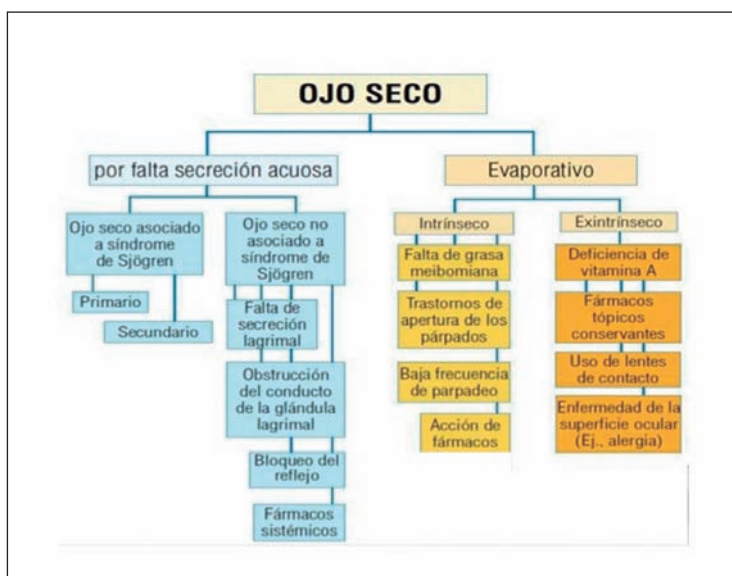 OJO SECO
por falta secreción acuosa
Evaporativo
Ojo seco asociado
a síndrome
de Sjögren
Primario
Secundario
Ojo seco no
asociado a
síndrome de
Sjögren
Falta de
secreción
lagrimal
Obstrucción
del conducto
de la glándula
lagrimal
Bloqueo del
reflejo
Fármacos
sistémicos
Intrínseco
Falta de grasa
meibomiana
Trastornos de
apertura de los
párpados
Baja frecuencia
de parpadeo
Acción de
fármacos
Exintrínseco
Deficiencia de
vitamina A
Fármacos
tópicos
conservantes
Uso de lentes
de contacto
Enfermedad de la
superficie ocular
(Ej., alergia)